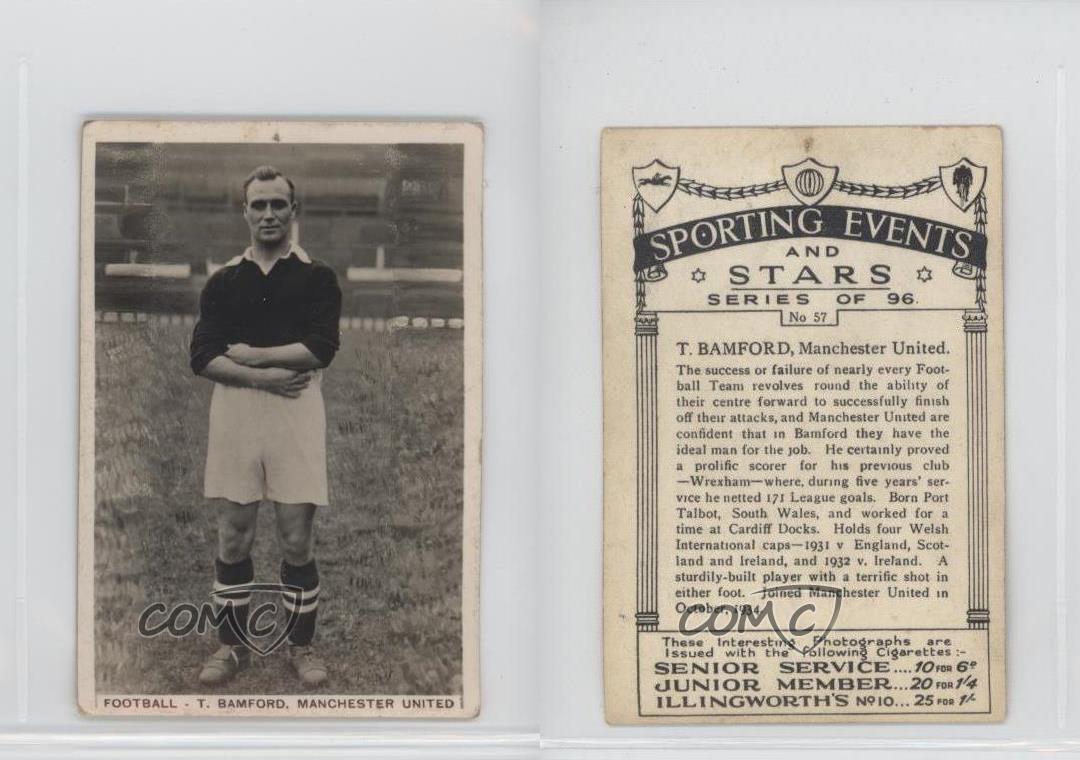 FOOTBALL - T. BAMFORD, MANCHESTER UNITED
COMC
SPORTING EVENTS
AND
STARS
SERIES OF 96.
No 57
T. BAMFORD, Manchester United.
The success or failure of nearly every Foot-
ball Team revolves round the ability of
their centre forward to successfully finish
off their attacks, and Manchester United are
confident that in Bamford they have the
ideal man for the job. He certainly proved
a prolific scorer for his previous club
—Wrexham—where, during five years' ser-
vice he netted 171 League goals. Born Port
Talbot, South Wales, and worked for a
time at Cardiff Docks. Holds four Welsh
International caps—1931 v England, Scot-
land and Ireland, and 1932 v. Ireland. A
sturdily-built player with a terrific shot in
either foot. Joined Manchester United in
October, 1934
COMC
These Interesting Photographs are
Issued with the following Cigarettes :-
SENIOR SERVICE.... 10 FOR 6ᴰ
JUNIOR MEMBER... 20 FOR 1/4
ILLINGWORTH'S Nº 10... 25 FOR 1/-